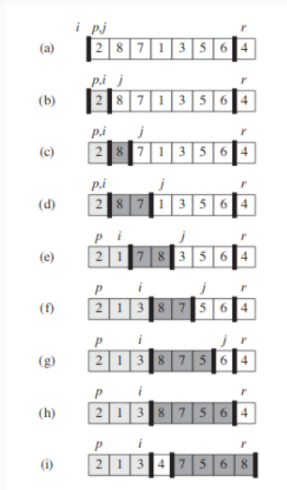 i p,j r
(a) 2 8 7 1 3 5 6 4
p,i j r
(b) 2 8 7 1 3 5 6 4
p,i j r
(c) 2 8 7 1 3 5 6 4
p,i j r
(d) 2 8 7 1 3 5 6 4
p i j r
(e) 2 1 7 8 3 5 6 4
p i j r
(f) 2 1 3 8 7 5 6 4
p i j r
(g) 2 1 3 8 7 5 6 4
p i r
(h) 2 1 3 8 7 5 6 4
p i r
(i) 2 1 3 4 7 5 6 8